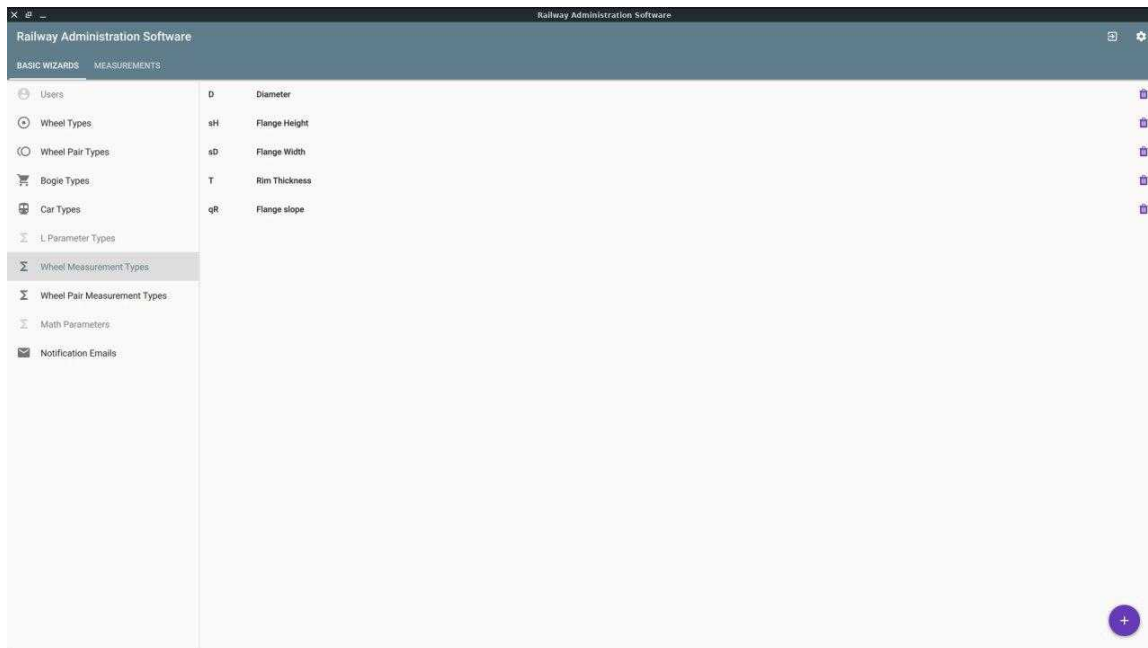 Railway Administration Software
Railway Administration Software
BASIC WIZARDS MEASUREMENTS
Users
Wheel Types
Wheel Pair Types
Bogie Types
Car Types
L Parameter Types
Wheel Measurement Types
Wheel Pair Measurement Types
Math Parameters
Notification Emails
D Diameter
sH Flange Height
sD Flange Width
T Rim Thickness
qR Flange slope